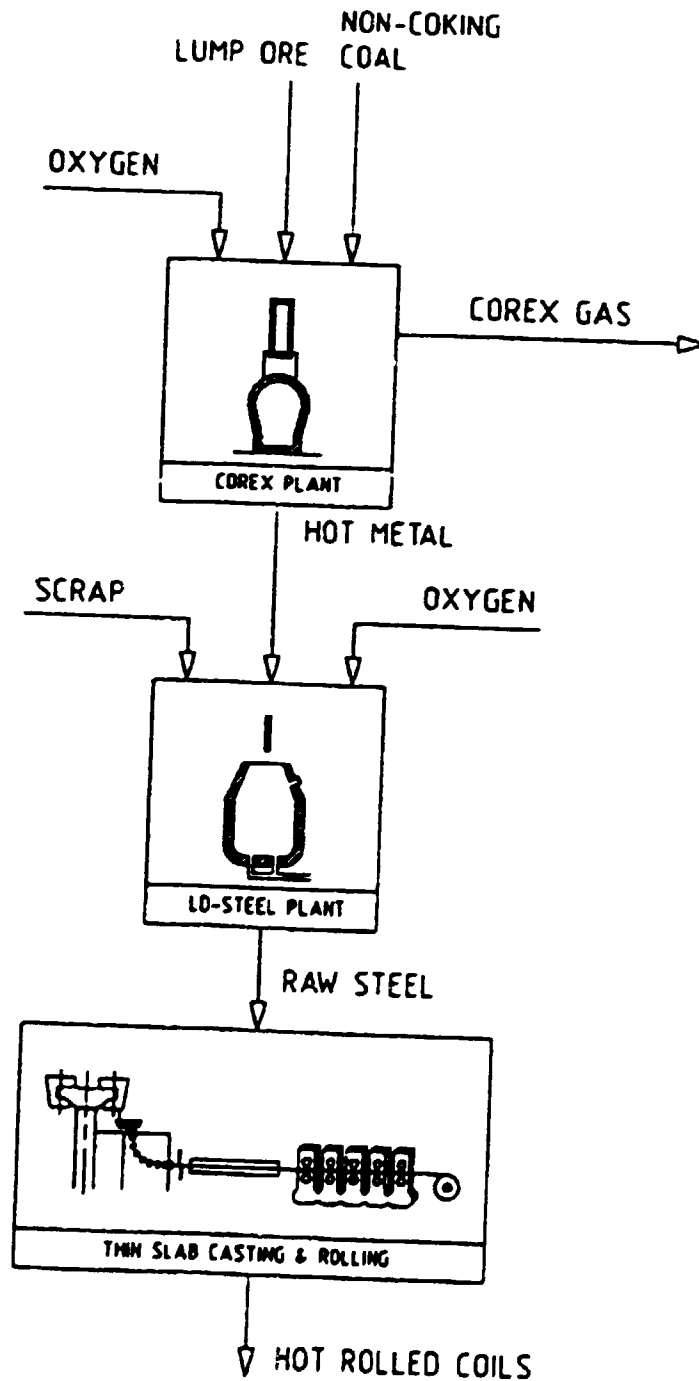 NON-COKING
LUMP ORE COAL
OXYGEN
COREX GAS
COREX PLANT
HOT METAL
SCRAP
OXYGEN
LD-STEEL PLANT
RAW STEEL
THIN SLAB CASTING & ROLLING
HOT ROLLED COILS